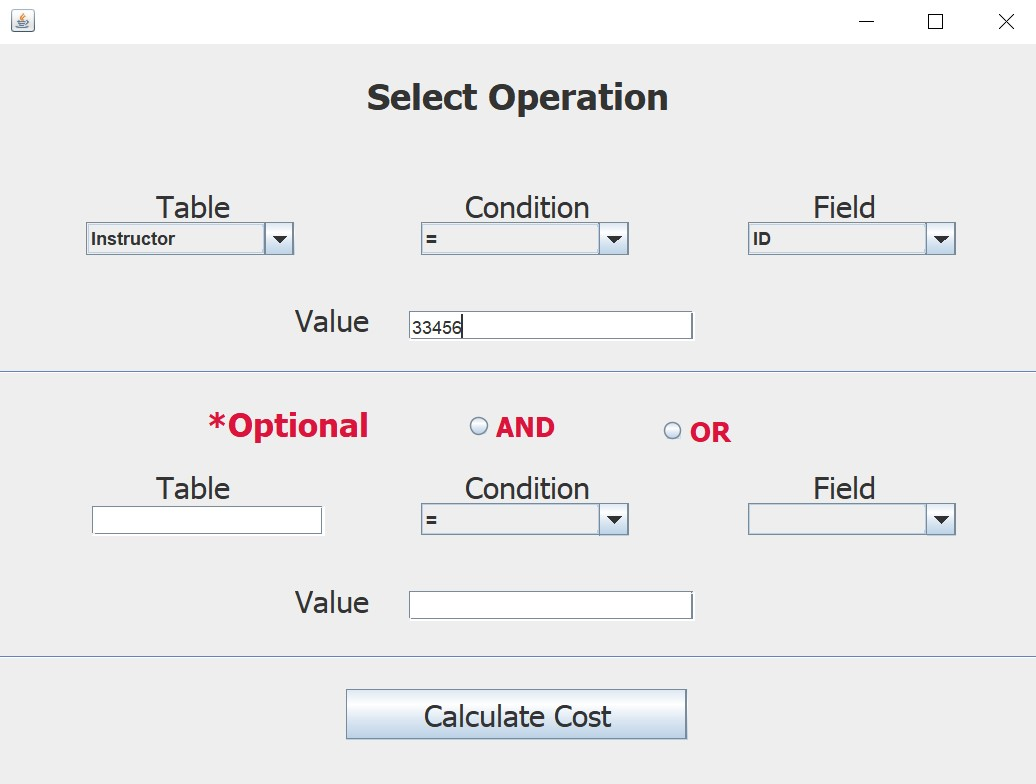 Select Operation
Table Condition Field
Instructor = ID
Value 33456
*Optional AND OR
Table Condition Field
=
Value
Calculate Cost